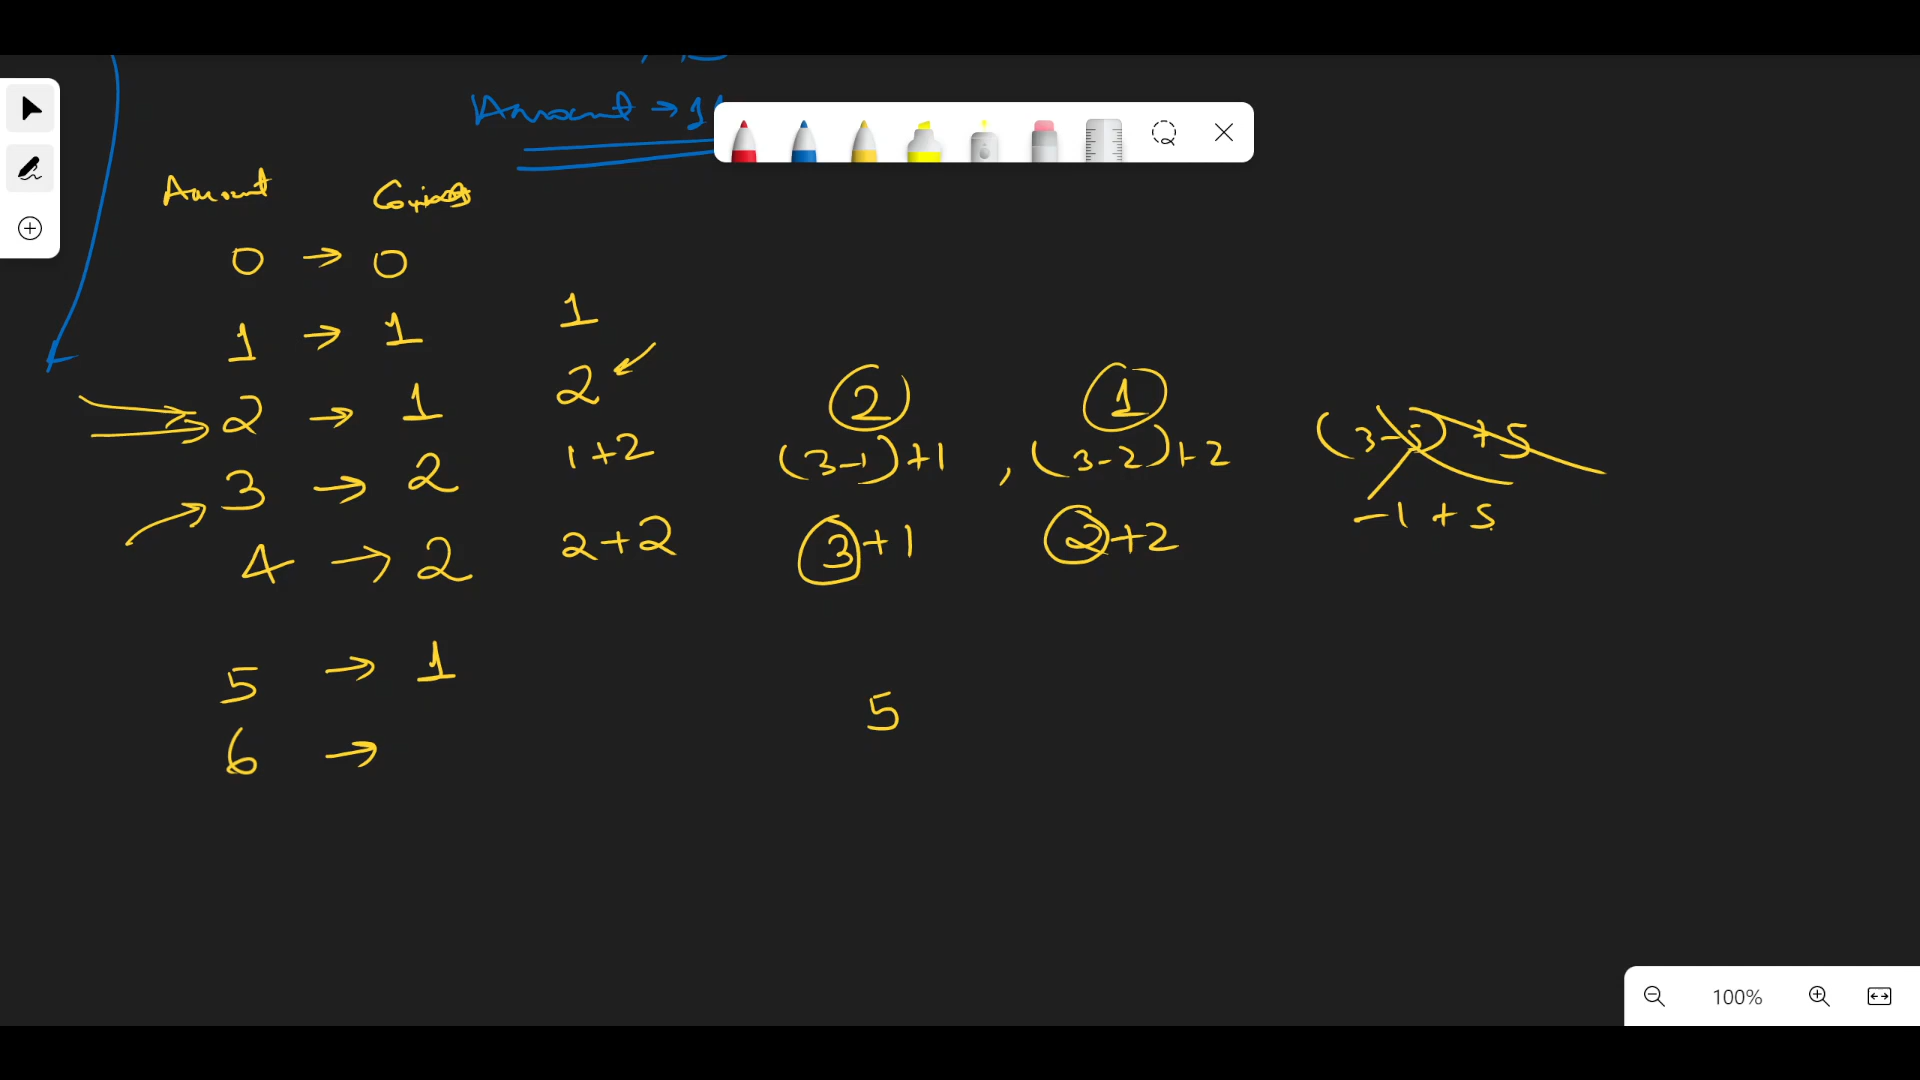 Amount → 11
Amount Coins
0 → 0
1 → 1 1
2 → 1 2 2 1
3 → 2 1+2 (3-1)+1 , (3-2)+2 (3-5)+5
-1+5
4 → 2 2+2 3+1 2+2
5 → 1 5
6 →
100%